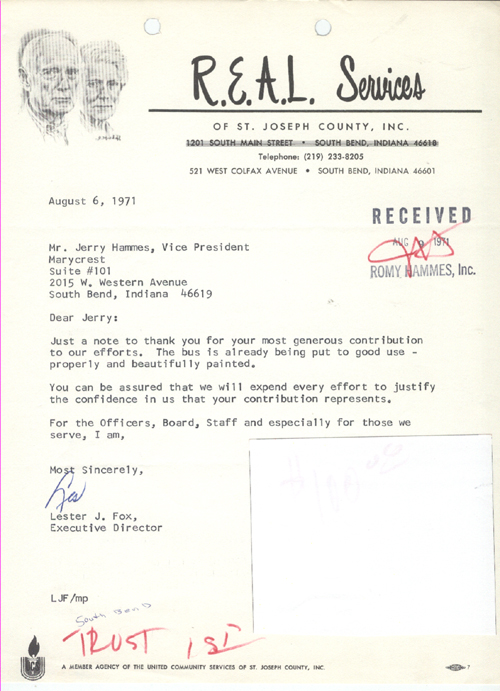 R.E.A.L. Services
OF ST. JOSEPH COUNTY, INC.
1201 SOUTH MAIN STREET • SOUTH BEND, INDIANA 46618
Telephone: (219) 233-8205
521 WEST COLFAX AVENUE • SOUTH BEND, INDIANA 46601
August 6, 1971
RECEIVED
AUG 9 1971
ROMY HAMMES, Inc.
Mr. Jerry Hammes, Vice President
Marycrest
Suite #101
2015 W. Western Avenue
South Bend, Indiana 46619
Dear Jerry:
Just a note to thank you for your most generous contribution
to our efforts. The bus is already being put to good use -
properly and beautifully painted.
You can be assured that we will expend every effort to justify
the confidence in us that your contribution represents.
For the Officers, Board, Staff and especially for those we
serve, I am,
Most Sincerely,
Les
Lester J. Fox,
Executive Director
LJF/mp
South Bend
TRUST 1ST
A MEMBER AGENCY OF THE UNITED COMMUNITY SERVICES OF ST. JOSEPH COUNTY, INC.